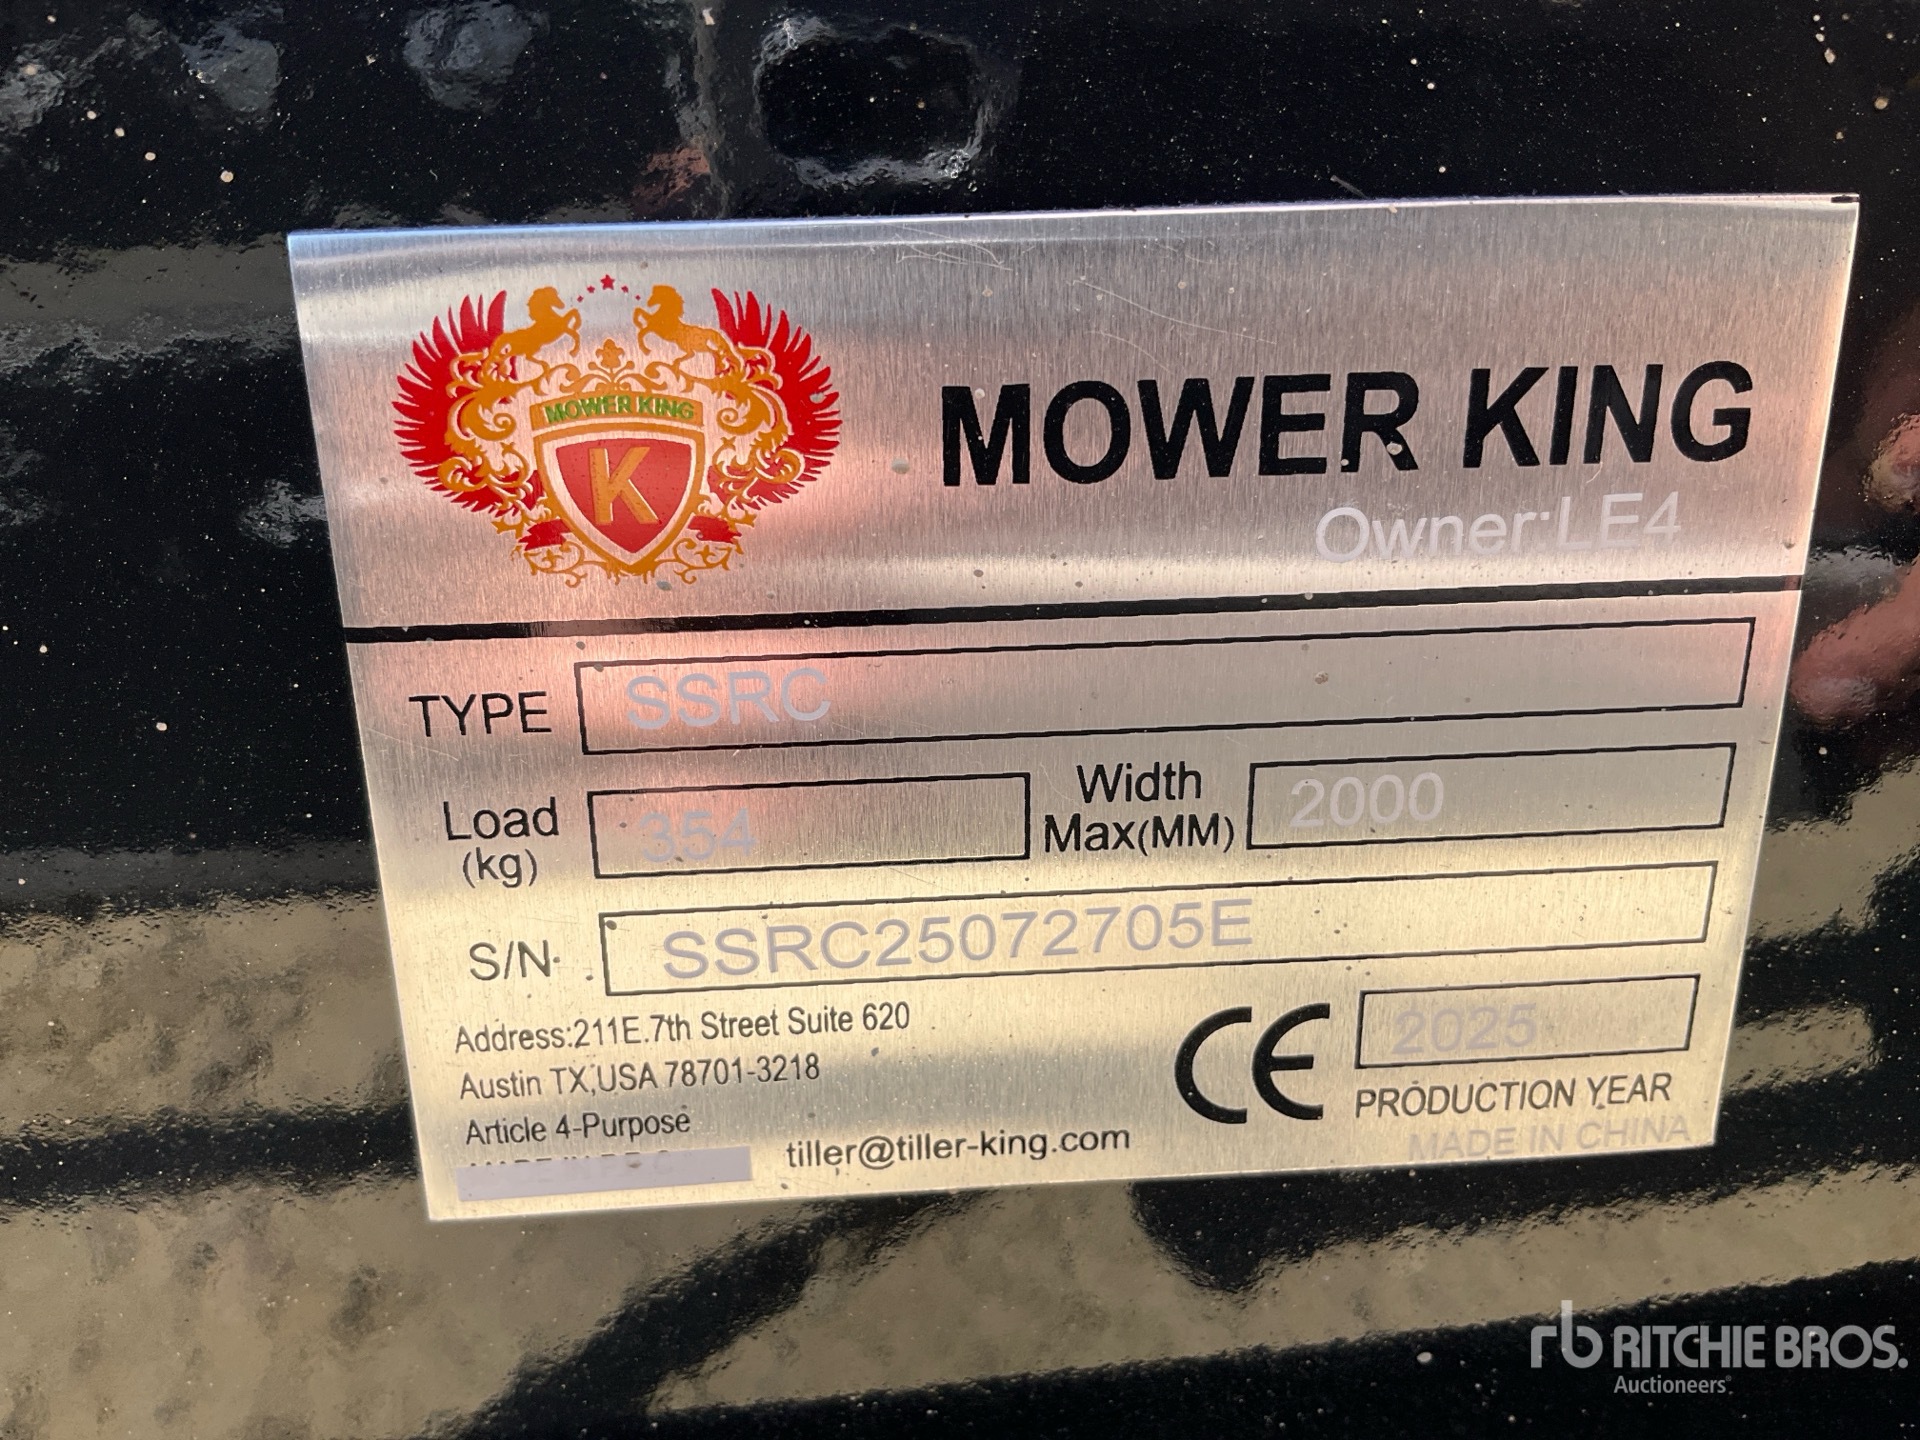 MOWER KING
K
MOWER KING
Owner:LE4
TYPE SSRC
Load (kg) 354 Width Max(MM) 2000
S/N SSRC25072705E
Address:211E.7th Street Suite 620
Austin TX,USA 78701-3218
Article 4-Purpose
tiller@tiller-king.com
CE
2025
PRODUCTION YEAR
MADE IN CHINA
rb RITCHIE BROS.
Auctioneers